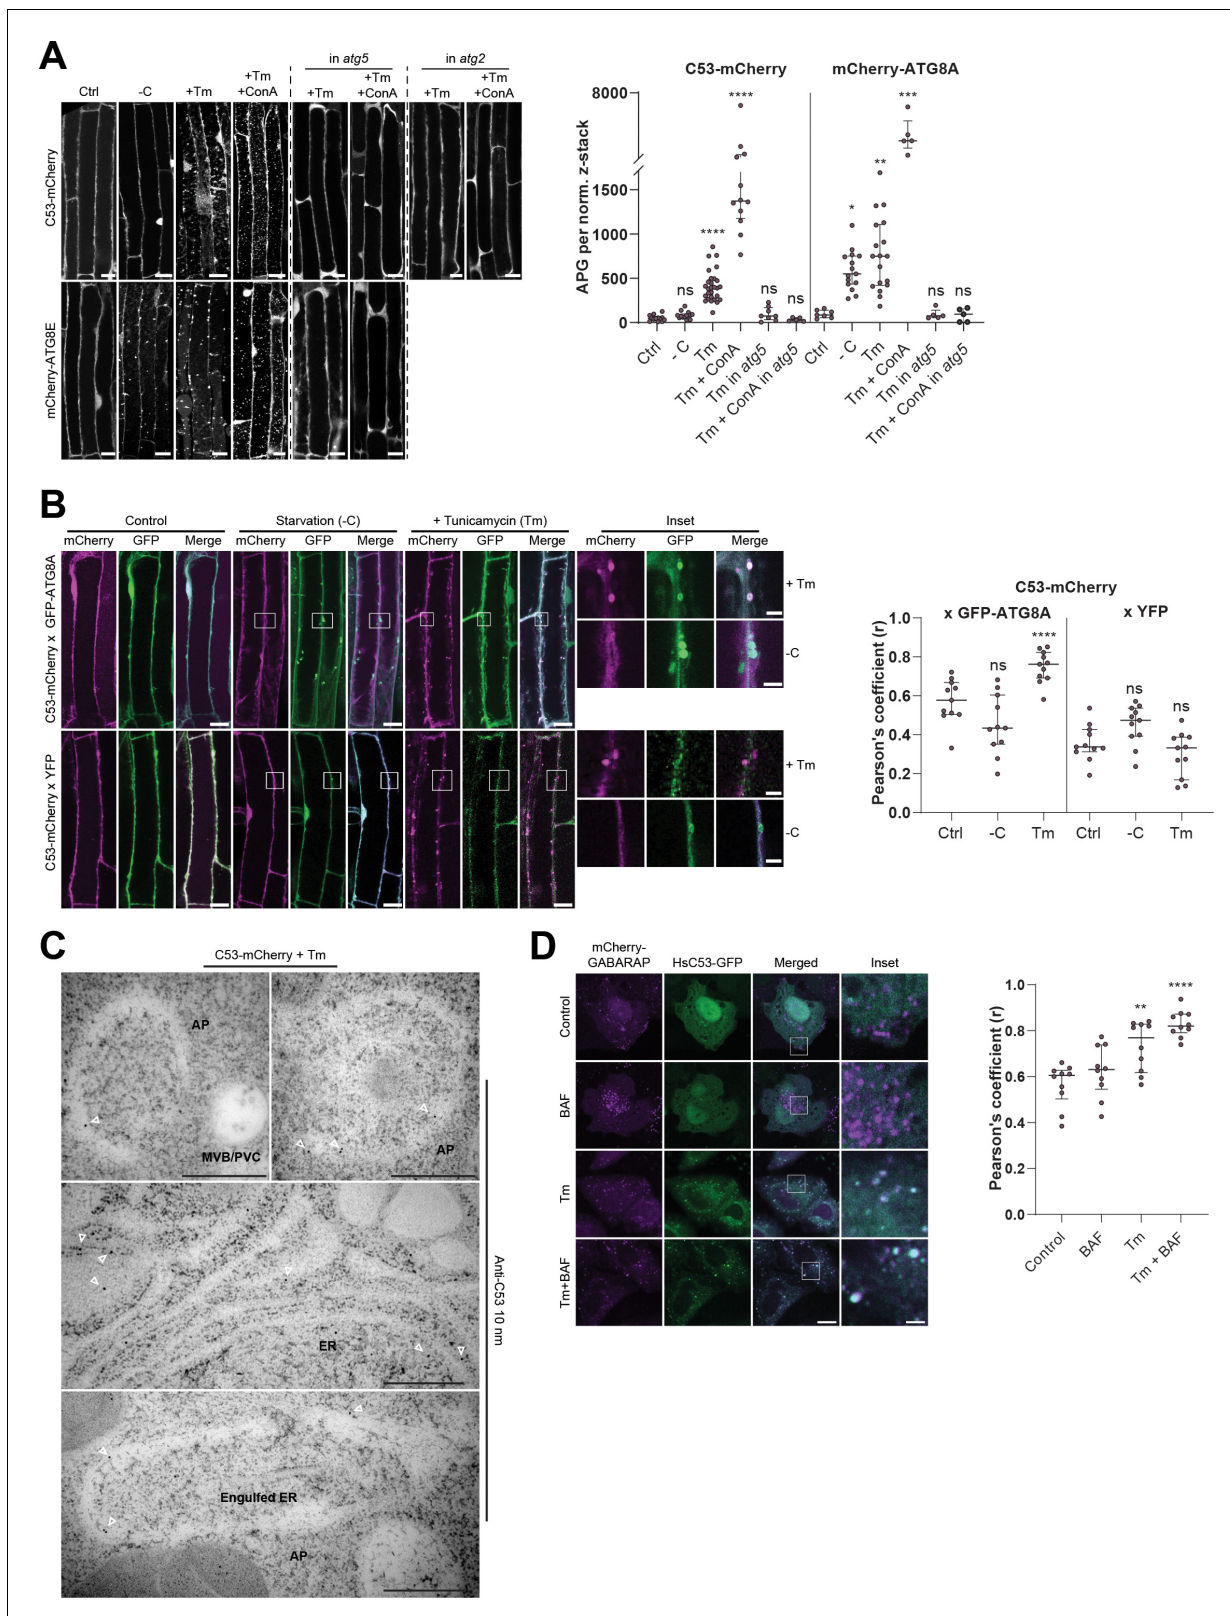 A
in atg5
in atg2
Ctrl
-C
+Tm
+Tm
+ConA
+Tm
+Tm
+ConA
+Tm
+Tm
+ConA
C53-mCherry
mCherry-ATG8E
C53-mCherry
mCherry-ATG8A
APG per norm. z-stack
8000
1500
1000
500
0
ns
****
****
ns
ns
*
**
***
ns
ns
Ctrl
- C
Tm
Tm + ConA
Tm in atg5
Tm + ConA in atg5
Ctrl
- C
Tm
Tm + ConA
Tm in atg5
Tm + ConA in atg5
B
Control
Starvation (-C)
+ Tunicamycin (Tm)
Inset
mCherry
GFP
Merge
mCherry
GFP
Merge
mCherry
GFP
Merge
mCherry
GFP
Merge
C53-mCherry x GFP-ATG8A
C53-mCherry x YFP
+ Tm
-C
+ Tm
-C
C53-mCherry
x GFP-ATG8A
x YFP
Pearson's coefficient (r)
1.0
0.8
0.6
0.4
0.2
0.0
ns
****
ns
ns
Ctrl
-C
Tm
Ctrl
-C
Tm
C
C53-mCherry + Tm
AP
MVB/PVC
AP
ER
Engulfed ER
AP
Anti-C53 10 nm
D
mCherry-
GABARAP
HsC53-GFP
Merged
Inset
Control
BAF
Tm
Tm+BAF
Pearson's coefficient (r)
1.0
0.8
0.6
0.4
0.2
0.0
**
****
Control
BAF
Tm
Tm + BAF